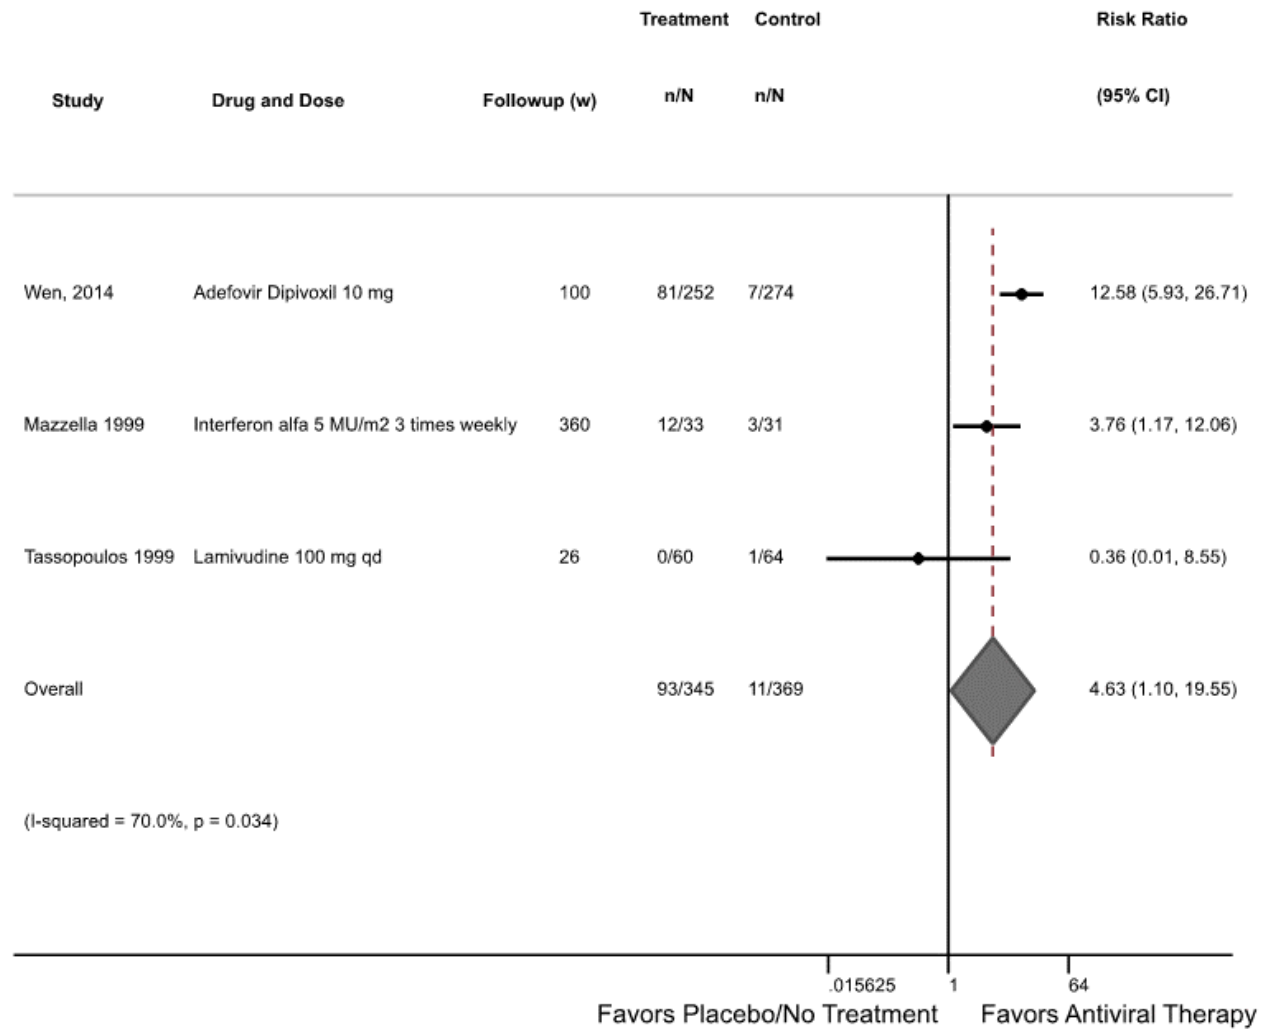 Treatment Control Risk Ratio
Study Drug and Dose Followup (w) n/N n/N (95% CI)
Wen, 2014 Adefovir Dipivoxil 10 mg 100 81/252 7/274 12.58 (5.93, 26.71)
Mazzella 1999 Interferon alfa 5 MU/m2 3 times weekly 360 12/33 3/31 3.76 (1.17, 12.06)
Tassopoulos 1999 Lamivudine 100 mg qd 26 0/60 1/64 0.36 (0.01, 8.55)
Overall 93/345 11/369 4.63 (1.10, 19.55)
(I-squared = 70.0%, p = 0.034)
.015625 1 64
Favors Placebo/No Treatment Favors Antiviral Therapy